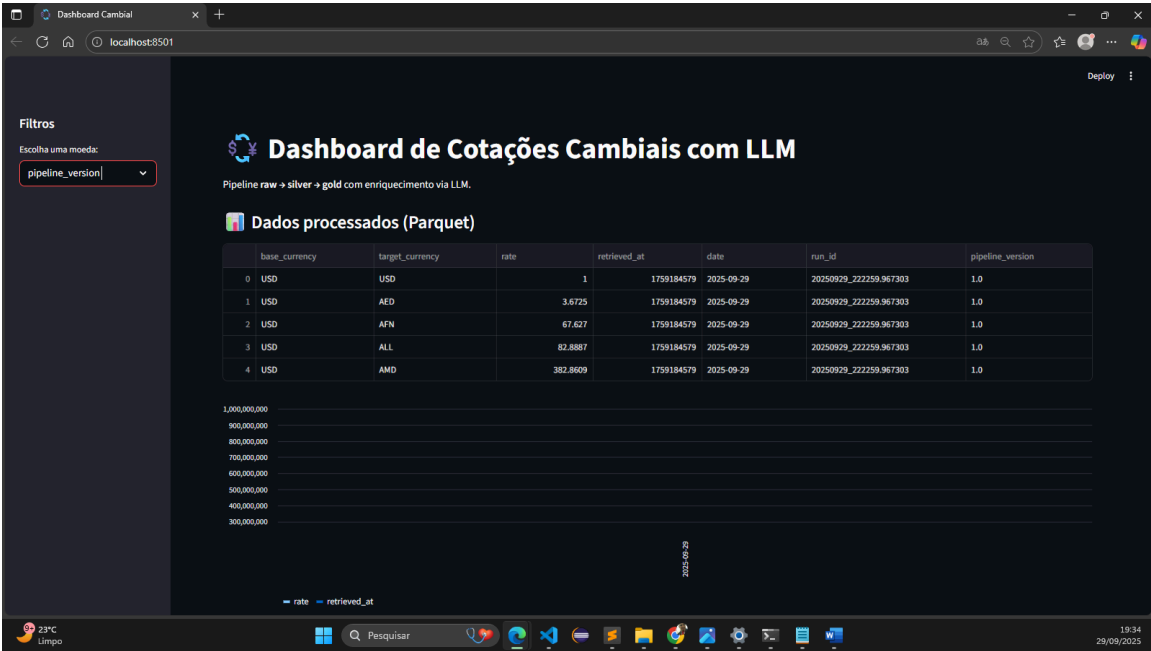 Dashboard Cambial
localhost:8501
Deploy
Filtros
Escolha uma moeda:
pipeline_version
Dashboard de Cotações Cambiais com LLM
Pipeline raw → silver → gold com enriquecimento via LLM.
Dados processados (Parquet)
base_currency target_currency rate retrieved_at date run_id pipeline_version
0 USD USD 1 1759184579 2025-09-29 20250929_222259.967303 1.0
1 USD AED 3.6725 1759184579 2025-09-29 20250929_222259.967303 1.0
2 USD AFN 67.627 1759184579 2025-09-29 20250929_222259.967303 1.0
3 USD ALL 82.8887 1759184579 2025-09-29 20250929_222259.967303 1.0
4 USD AMD 382.8609 1759184579 2025-09-29 20250929_222259.967303 1.0
1,000,000,000
900,000,000
800,000,000
700,000,000
600,000,000
500,000,000
400,000,000
300,000,000
2025-09-29
rate retrieved_at
9+ 23°C
Limpo
Pesquisar
19:34
29/09/2025